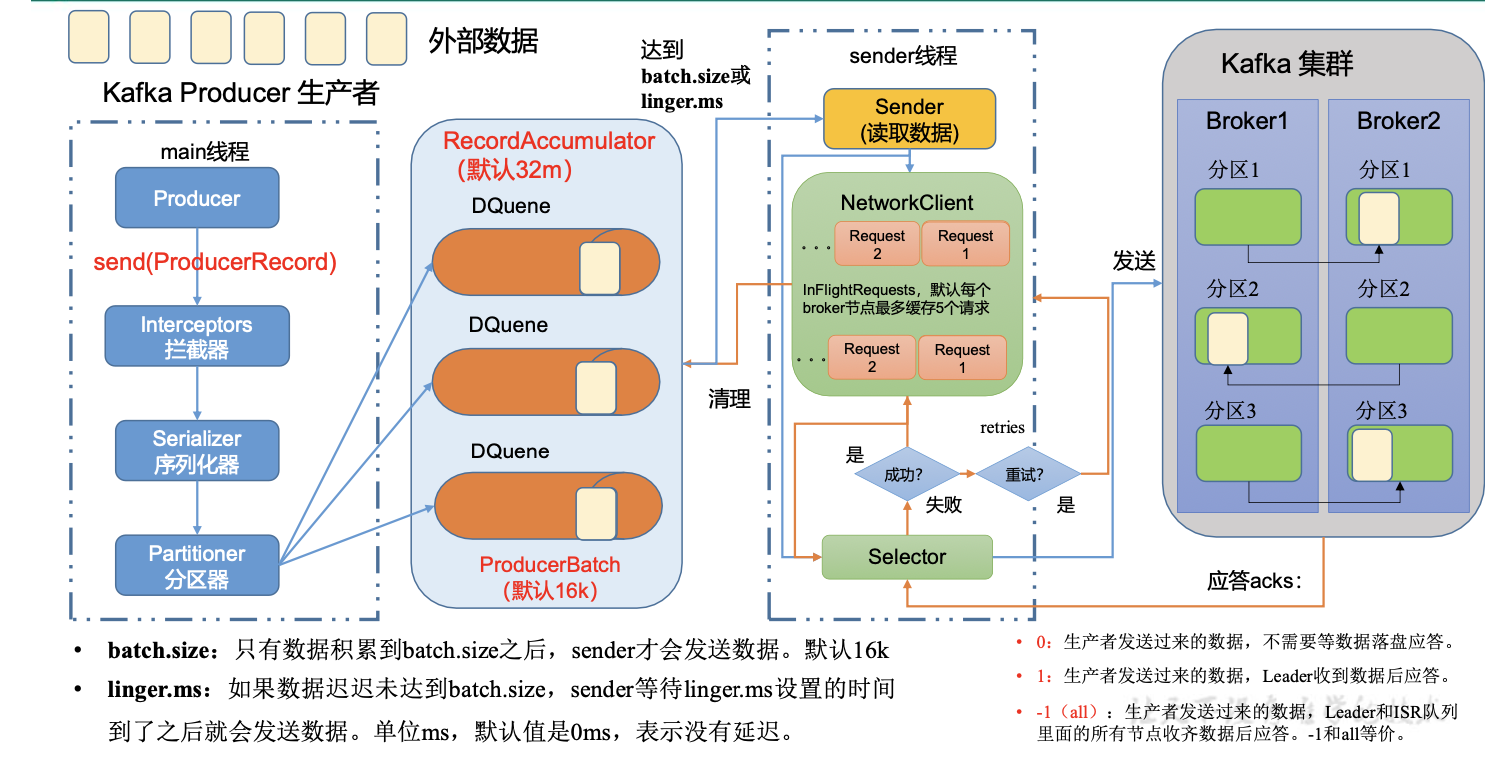 外部数据
Kafka Producer 生产者
main线程
Producer
send(ProducerRecord)
Interceptors
拦截器
Serializer
序列化器
Partitioner
分区器
RecordAccumulator
(默认32m)
DQuene
DQuene
DQuene
ProducerBatch
(默认16k)
达到
batch.size或
linger.ms
清理
sender线程
Sender
(读取数据)
NetworkClient
. . .
Request
2
Request
1
InFlightRequests，默认每个
broker节点最多缓存5个请求
. . .
Request
2
Request
1
retries
是
成功?
重试?
失败
是
Selector
发送
Kafka 集群
Broker1
Broker2
分区1
分区1
分区2
分区2
分区3
分区3
应答acks：
• batch.size：只有数据积累到batch.size之后，sender才会发送数据。默认16k
• linger.ms：如果数据迟迟未达到batch.size，sender等待linger.ms设置的时间
到了之后就会发送数据。单位ms，默认值是0ms，表示没有延迟。
• 0：生产者发送过来的数据，不需要等数据落盘应答。
• 1：生产者发送过来的数据，Leader收到数据后应答。
• -1（all）：生产者发送过来的数据，Leader和ISR队列
里面的所有节点收齐数据后应答。-1和all等价。